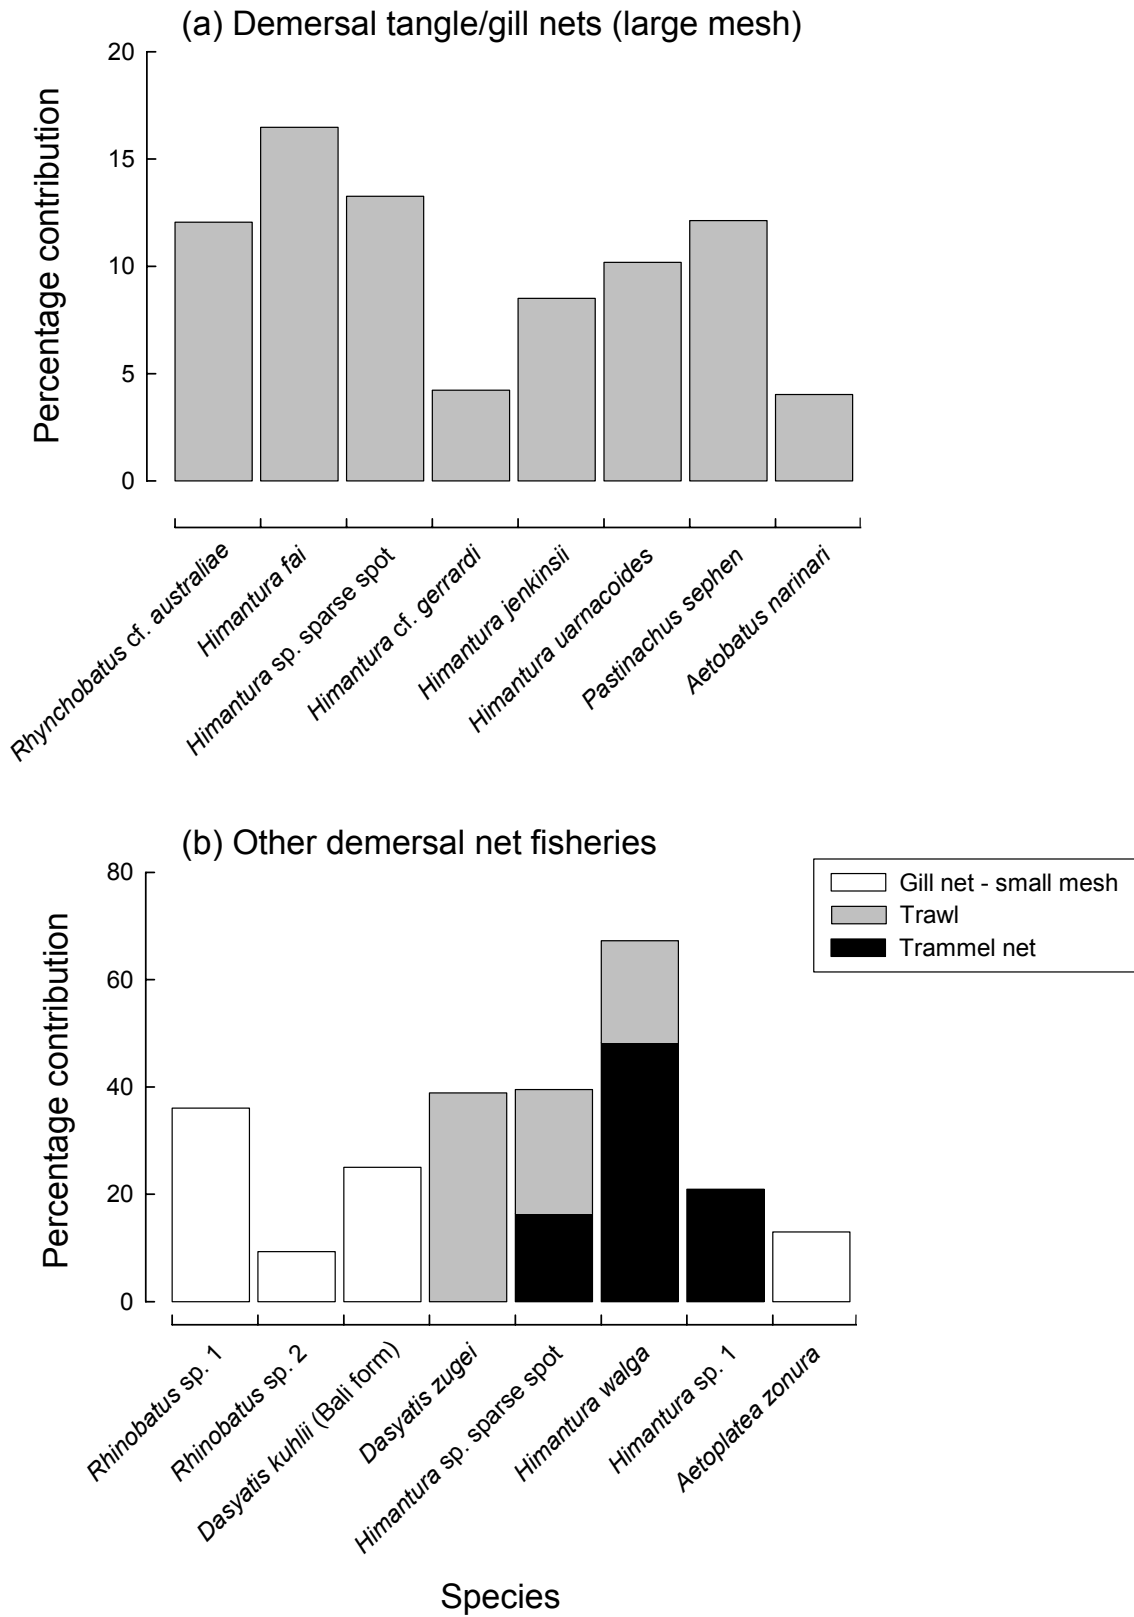 (a) Demersal tangle/gill nets (large mesh)
Percentage contribution
20
15
10
5
0
Rhynchobatus cf. australiae
Himantura fai
Himantura sp. sparse spot
Himantura cf. gerrardi
Himantura jenkinsii
Himantura uarnacoides
Pastinachus sephen
Aetobatus narinari
(b) Other demersal net fisheries
Percentage contribution
80
60
40
20
0
Gill net - small mesh
Trawl
Trammel net
Rhinobatus sp. 1
Rhinobatus sp. 2
Dasyatis kuhlii (Bali form)
Dasyatis zugei
Himantura sp. sparse spot
Himantura walga
Himantura sp. 1
Aetoplatea zonura
Species